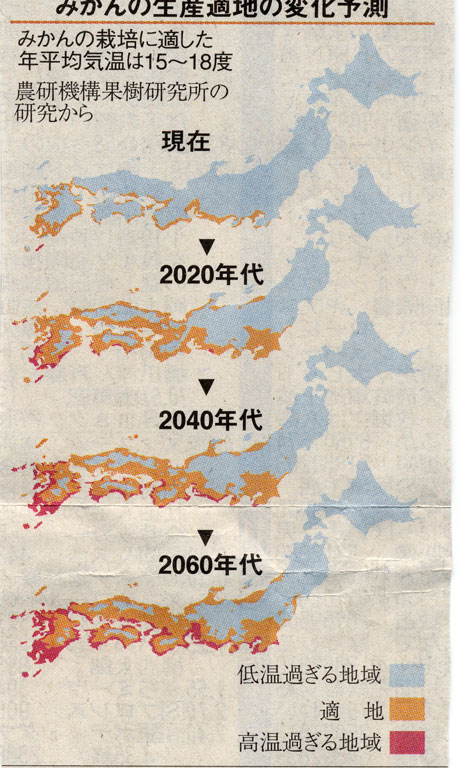 みかんの生産適地の変化予測
みかんの栽培に適した
年平均気温は15〜18度
農研機構果樹研究所の
研究から
現在
▼
2020年代
▼
2040年代
▼
2060年代
低温過ぎる地域
適　地
高温過ぎる地域